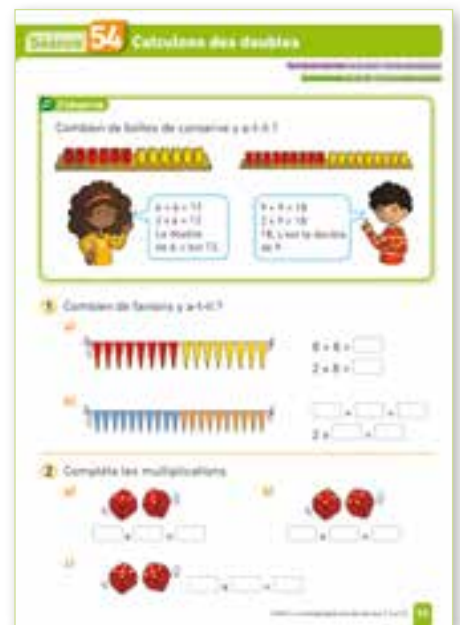 Séance 54 Calculons des doubles
Observe
Combien de boîtes de conserve y a-t-il ?
6 + 6 = 12
2 x 6 = 12
Le double
de 6, c'est 12.
9 + 9 = 18
2 x 9 = 18
18, c'est le double
de 9.
1 Combien de fanions y a-t-il ?
a)
8 + 8 =
2 x 8 =
b)
+ =
2 x =
2 Complète les multiplications.
a)
x =
b)
x =
c)
x =